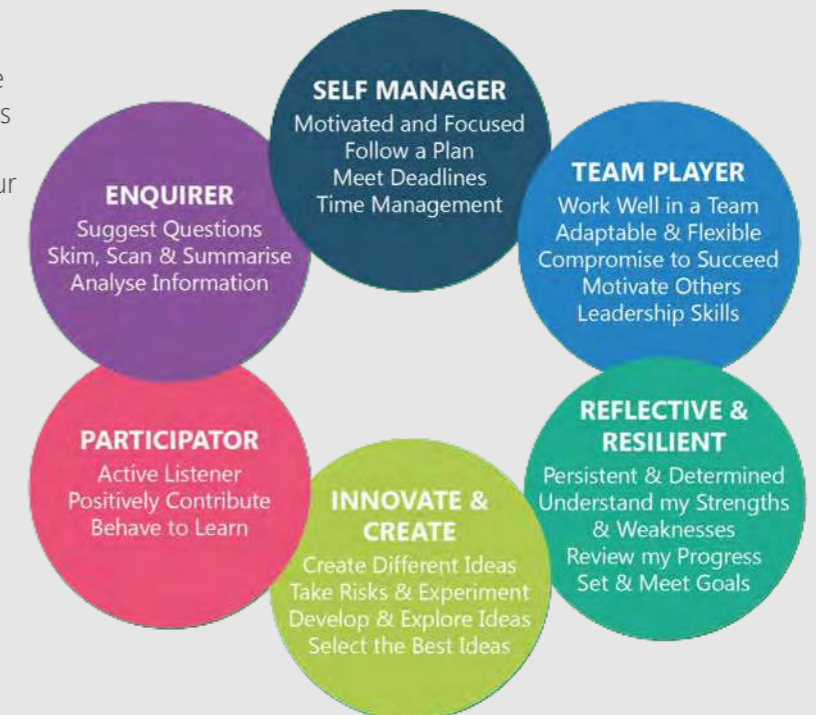 e
s
ur
SELF MANAGER
Motivated and Focused
Follow a Plan
Meet Deadlines
Time Management
TEAM PLAYER
Work Well in a Team
Adaptable & Flexible
Compromise to Succeed
Motivate Others
Leadership Skills
REFLECTIVE &
RESILIENT
Persistent & Determined
Understand my Strengths
& Weaknesses
Review my Progress
Set & Meet Goals
INNOVATE &
CREATE
Create Different Ideas
Take Risks & Experiment
Develop & Explore Ideas
Select the Best Ideas
PARTICIPATOR
Active Listener
Positively Contribute
Behave to Learn
ENQUIRER
Suggest Questions
Skim, Scan & Summarise
Analyse Information